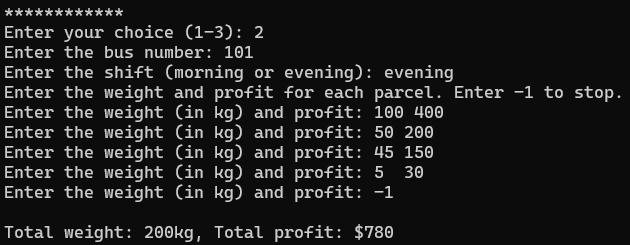 ************
Enter your choice (1-3): 2
Enter the bus number: 101
Enter the shift (morning or evening): evening
Enter the weight and profit for each parcel. Enter -1 to stop.
Enter the weight (in kg) and profit: 100 400
Enter the weight (in kg) and profit: 50 200
Enter the weight (in kg) and profit: 45 150
Enter the weight (in kg) and profit: 5  30
Enter the weight (in kg) and profit: -1

Total weight: 200kg, Total profit: $780